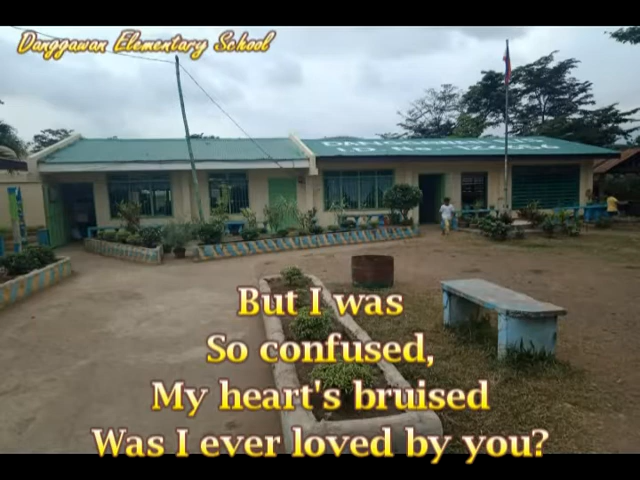 Danggawan Elementary School
But I was
So confused,
My heart's bruised
Was I ever loved by you?